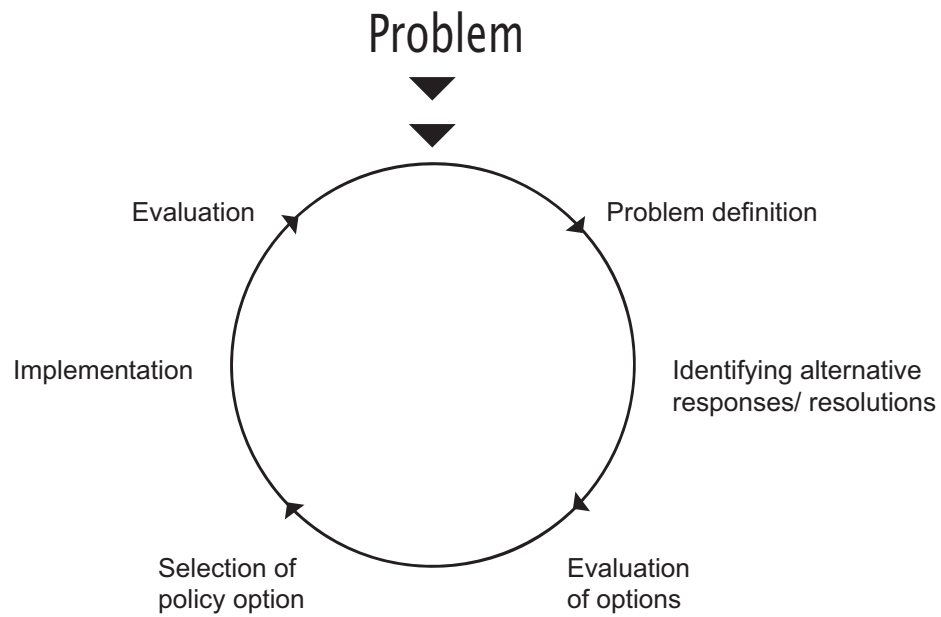 Problem
Problem definition
Identifying alternative
responses/ resolutions
Evaluation
of options
Selection of
policy option
Implementation
Evaluation